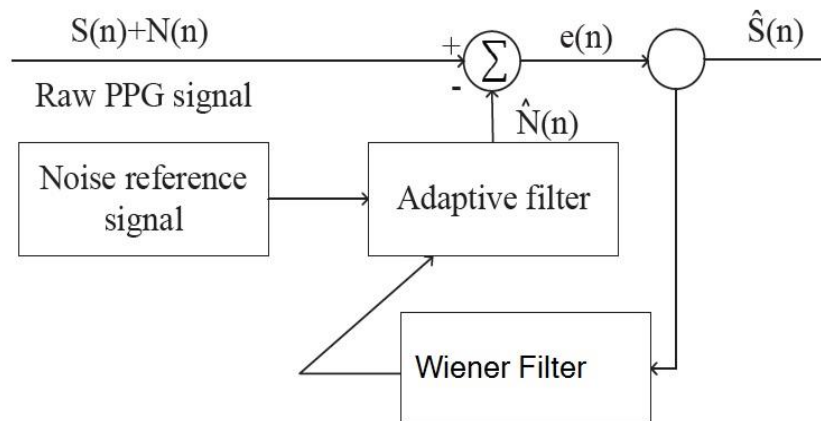 S(n)+N(n)
+
Σ
e(n)
Ŝ(n)
Raw PPG signal
-
N̂(n)
Noise reference
signal
Adaptive filter
Wiener Filter